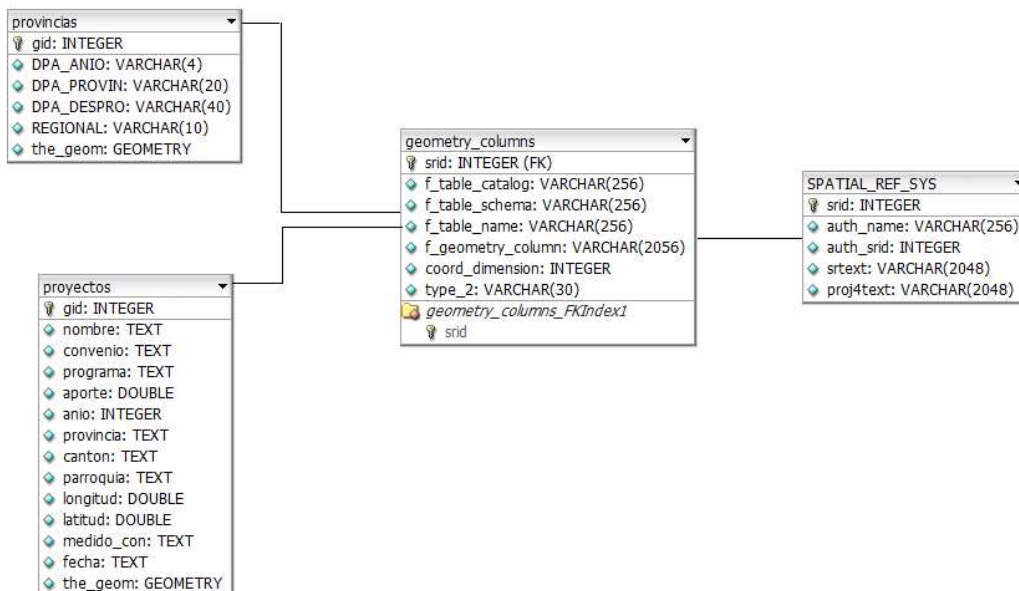 provincias
gid: INTEGER
DPA_ANIO: VARCHAR(4)
DPA_PROVIN: VARCHAR(20)
DPA_DESPRO: VARCHAR(40)
REGIONAL: VARCHAR(10)
the_geom: GEOMETRY
proyectos
gid: INTEGER
nombre: TEXT
convenio: TEXT
programa: TEXT
aporte: DOUBLE
anio: INTEGER
provincia: TEXT
canton: TEXT
parroquia: TEXT
longitud: DOUBLE
latitud: DOUBLE
medido_con: TEXT
fecha: TEXT
the_geom: GEOMETRY
geometry_columns
srid: INTEGER (FK)
f_table_catalog: VARCHAR(256)
f_table_schema: VARCHAR(256)
f_table_name: VARCHAR(256)
f_geometry_column: VARCHAR(2056)
coord_dimension: INTEGER
type_2: VARCHAR(30)
geometry_columns_FKIndex1
srid
SPATIAL_REF_SYS
srid: INTEGER
auth_name: VARCHAR(256)
auth_srid: INTEGER
srtext: VARCHAR(2048)
proj4text: VARCHAR(2048)